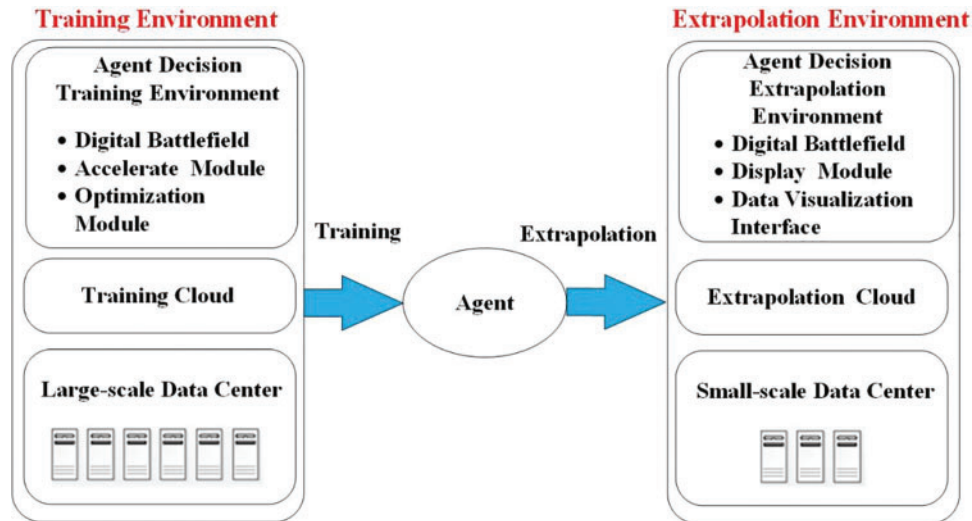 Training Environment
Agent Decision
Training Environment
• Digital Battlefield
• Accelerate Module
• Optimization
Module
Training Cloud
Large-scale Data Center
Training
Agent
Extrapolation
Extrapolation Environment
Agent Decision
Extrapolation
Environment
• Digital Battlefield
• Display Module
• Data Visualization
Interface
Extrapolation Cloud
Small-scale Data Center